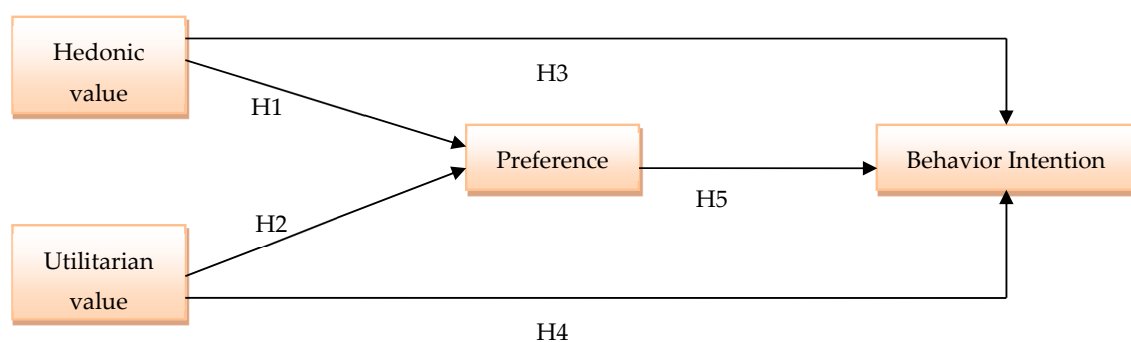 Hedonic
value
H3
H1
Preference
Behavior Intention
H5
H2
Utilitarian
value
H4